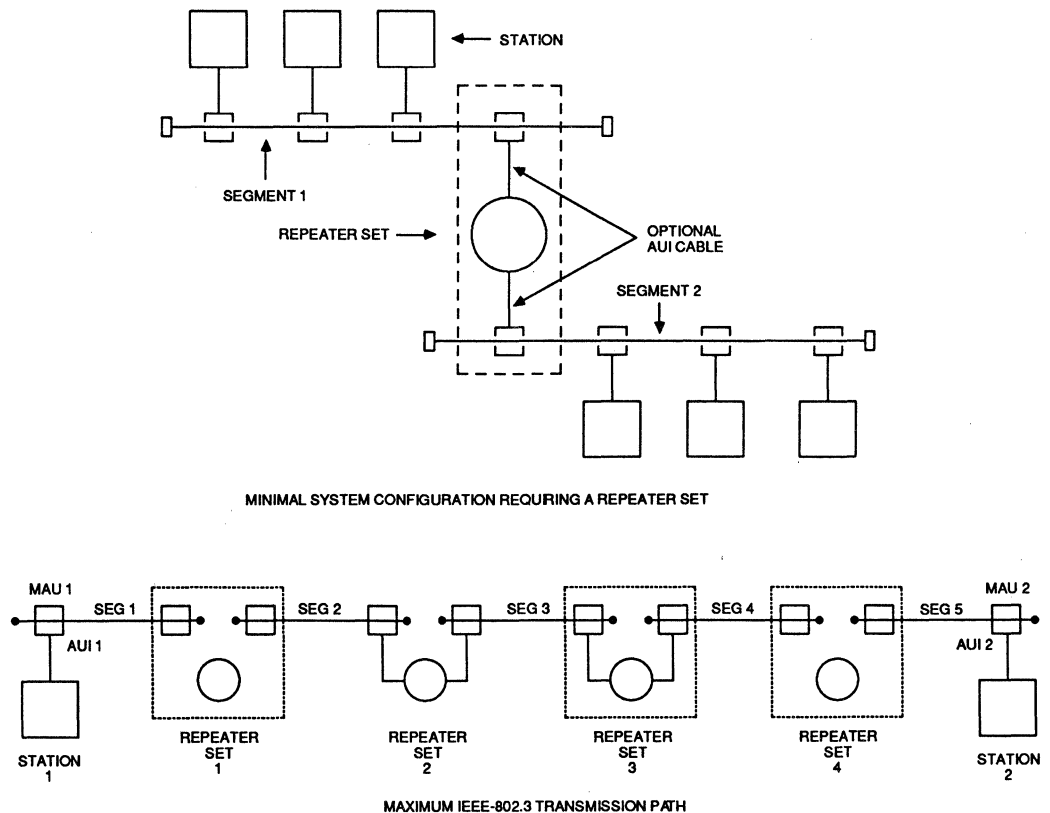 STATION
SEGMENT 1
REPEATER SET
OPTIONAL
AUI CABLE
SEGMENT 2
MINIMAL SYSTEM CONFIGURATION REQUIRING A REPEATER SET
MAU 1
SEG 1
SEG 2
SEG 3
SEG 4
SEG 5
MAU 2
AUI 1
AUI 2
STATION
1
REPEATER
SET
1
REPEATER
SET
2
REPEATER
SET
3
REPEATER
SET
4
STATION
2
MAXIMUM IEEE-802.3 TRANSMISSION PATH